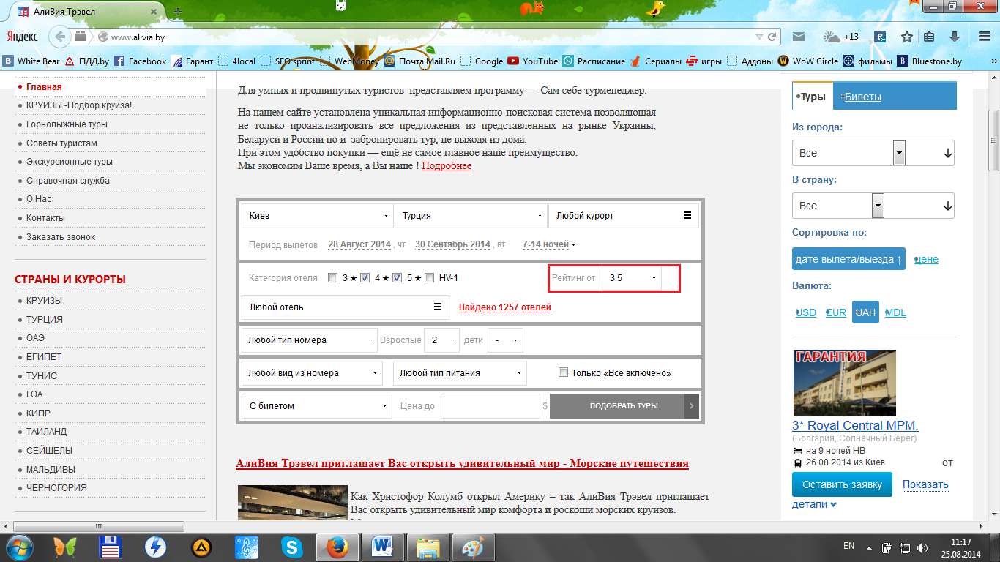 АлиВия Трэвел
Яндекс
www.alivia.by
+13
White Bear
ПДД.by
Facebook
Гарант
4local
SEO sprint
WebMoney
Почта Mail.Ru
Google
YouTube
Расписание
Сериалы
игры
Аддоны
WoW Circle
фильмы
Bluestone.by
»
Главная
КРУИЗЫ -Подбор круиза!
Горнолыжные туры
Советы туристам
Экскурсионные туры
Справочная служба
О Нас
Контакты
Заказать звонок
СТРАНЫ И КУРОРТЫ
КРУИЗЫ
ТУРЦИЯ
ОАЭ
ЕГИПЕТ
ТУНИС
ГОА
КИПР
ТАИЛАНД
СЕЙШЕЛЫ
МАЛЬДИВЫ
ЧЕРНОГОРИЯ
Для умных и продвинутых туристов представляем программу — Сам себе турменеджер.
На нашем сайте установлена уникальная информационно-поисковая система позволяющая
не только проанализировать все предложения из представленных на рынке Украины,
Беларуси и России но и забронировать тур, не выходя из дома.
При этом удобство покупки — ещё не самое главное наше преимущество.
Мы экономим Ваше время, а Вы наше ! Подробнее
Киев
Турция
Любой курорт
Период вылетов 28 Август 2014 , чт 30 Сентябрь 2014 , вт 7-14 ночей
Категория отеля 3 ★ 4 ★ 5 ★ HV-1
Рейтинг от 3.5
Любой отель
Найдено 1257 отелей
Любой тип номера Взрослые 2 дети -
Любой вид из номера
Любой тип питания
Только «Всё включено»
С билетом
Цена до $
ПОДОБРАТЬ ТУРЫ
АлиВия Трэвел приглашает Вас открыть удивительный мир - Морские путешествия
Как Христофор Колумб открыл Америку – так АлиВия Трэвел приглашает
Вас открыть удивительный мир комфорта и роскоши морских круизов.
Туры
Билеты
Из города:
Все
В страну:
Все
Сортировка по:
дате вылета/выезда ↑
цене
Валюта:
USD EUR UAH MDL
ГАРАНТИЯ
3* Royal Central MPM.
(Болгария, Солнечный Берег)
на 9 ночей HB
26.08.2014 из Киев
от
Оставить заявку
Показать
детали
EN
11:17
25.08.2014